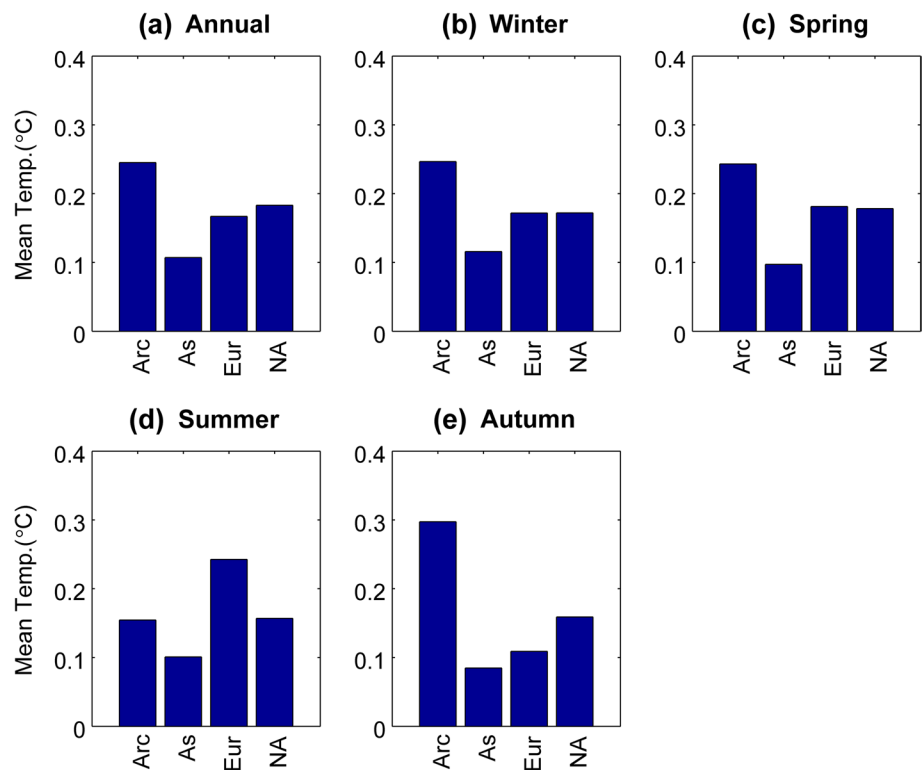 (a) Annual
(b) Winter
(c) Spring
Mean Temp.(°C)
0.4
0.3
0.2
0.1
0
Arc
As
Eur
NA
0.4
0.3
0.2
0.1
0
Arc
As
Eur
NA
0.4
0.3
0.2
0.1
0
Arc
As
Eur
NA
(d) Summer
(e) Autumn
Mean Temp.(°C)
0.4
0.3
0.2
0.1
0
Arc
As
Eur
NA
0.4
0.3
0.2
0.1
0
Arc
As
Eur
NA